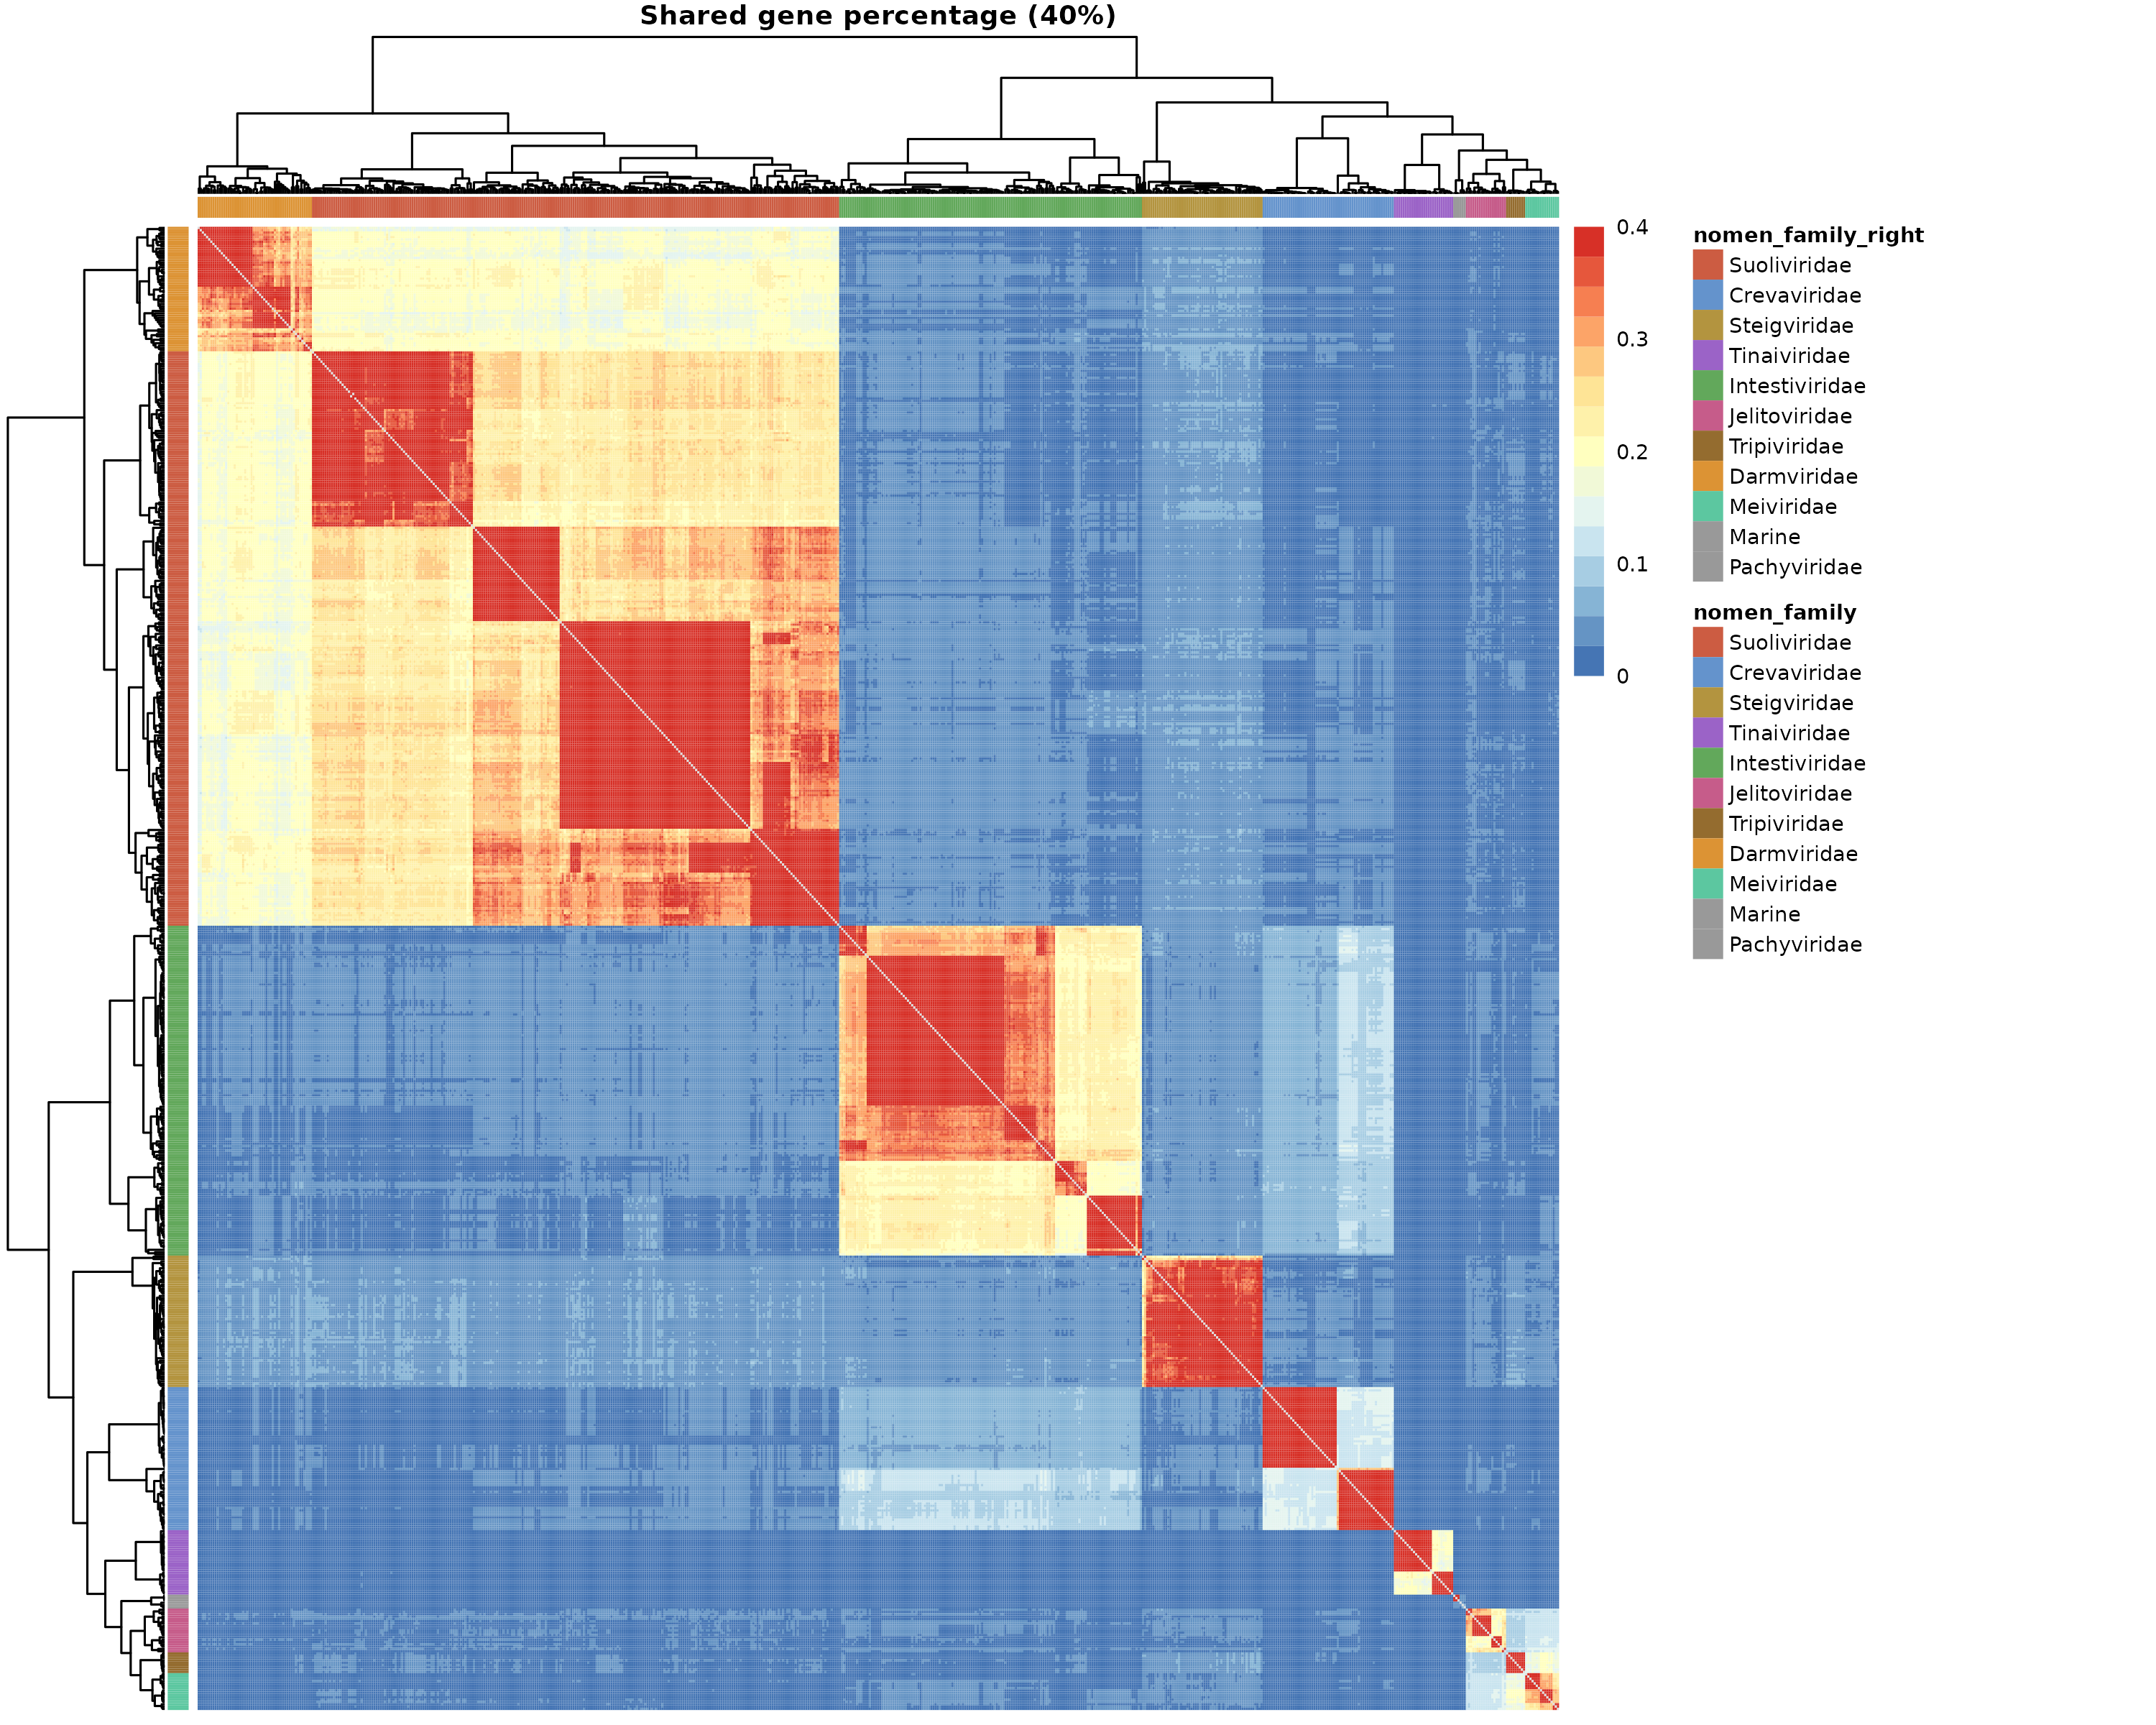 Shared gene percentage (40%)
0.4
0.3
0.2
0.1
0
nomen_family_right
Suoliviridae
Crevaviridae
Steigviridae
Tinaiviridae
Intestiviridae
Jelitoviridae
Tripiviridae
Darmviridae
Meiviridae
Marine
Pachyviridae
nomen_family
Suoliviridae
Crevaviridae
Steigviridae
Tinaiviridae
Intestiviridae
Jelitoviridae
Tripiviridae
Darmviridae
Meiviridae
Marine
Pachyviridae